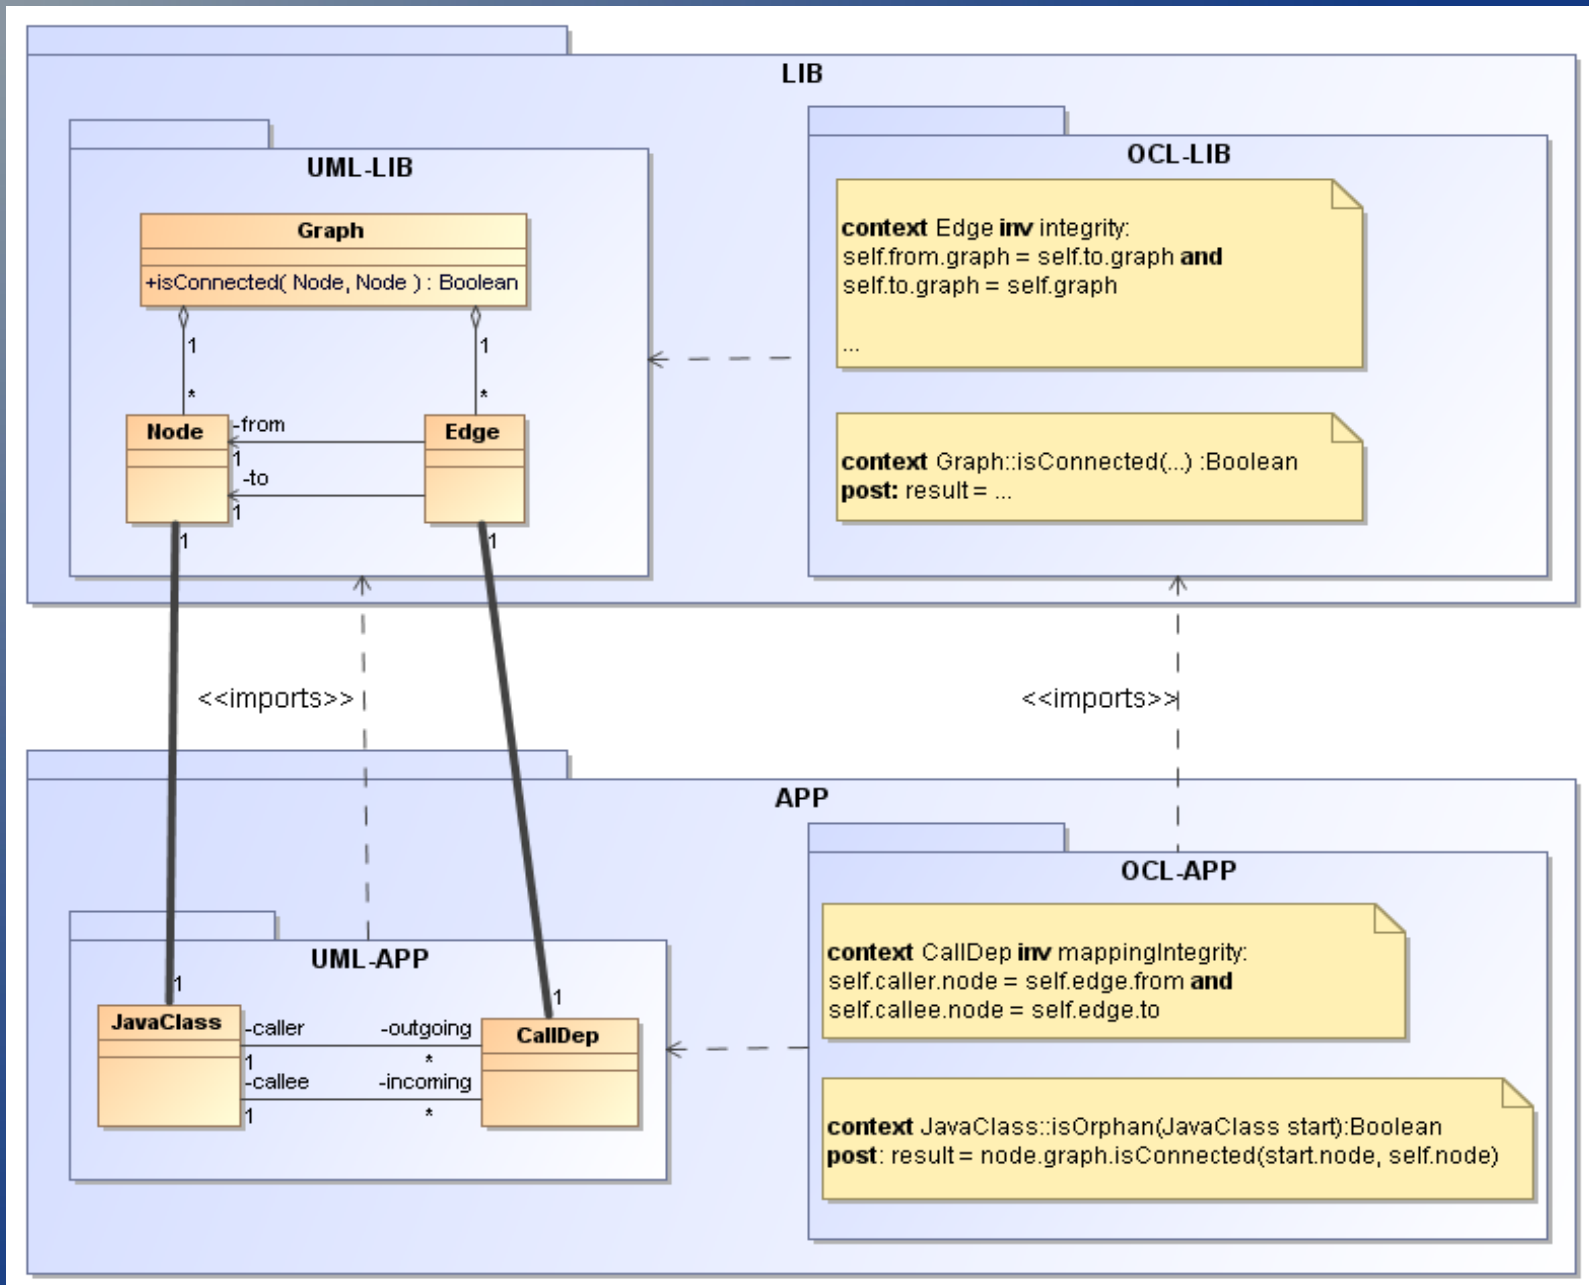 LIB
UML-LIB
Graph
+isConnected( Node, Node ) : Boolean
1
1
*
*
Node
-from
1
-to
1
Edge
1
1
OCL-LIB
context Edge inv integrity:
self.from.graph = self.to.graph and
self.to.graph = self.graph
...
context Graph::isConnected(...) :Boolean
post: result = ...
<<imports>>
<<imports>>
APP
UML-APP
1
1
JavaClass
-caller
-outgoing
1
*
-callee
-incoming
1
*
CallDep
OCL-APP
context CallDep inv mappingIntegrity:
self.caller.node = self.edge.from and
self.callee.node = self.edge.to
context JavaClass::isOrphan(JavaClass start):Boolean
post: result = node.graph.isConnected(start.node, self.node)